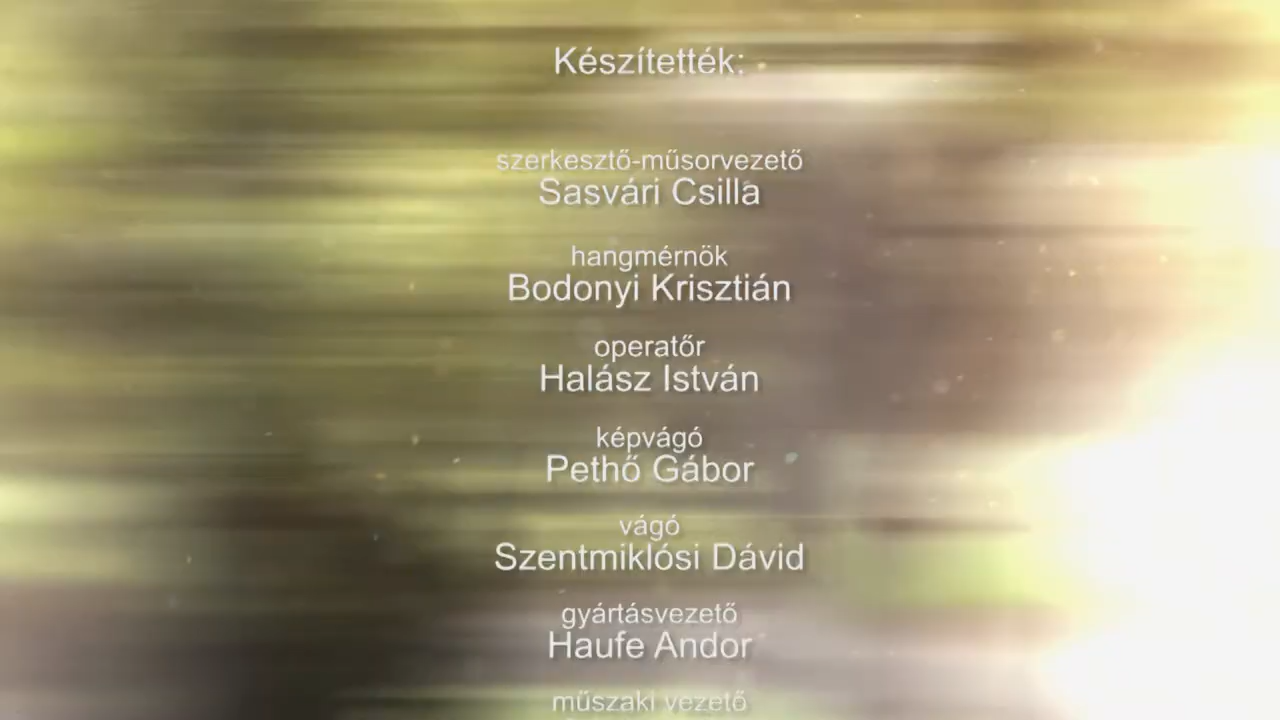 Készítették:
szerkesztő-műsorvezető
Sasvári Csilla
hangmérnök
Bodonyi Krisztián
operatőr
Halász István
képvágó
Pethő Gábor
vágó
Szentmiklósi Dávid
gyártásvezető
Haufe Andor
műszaki vezető